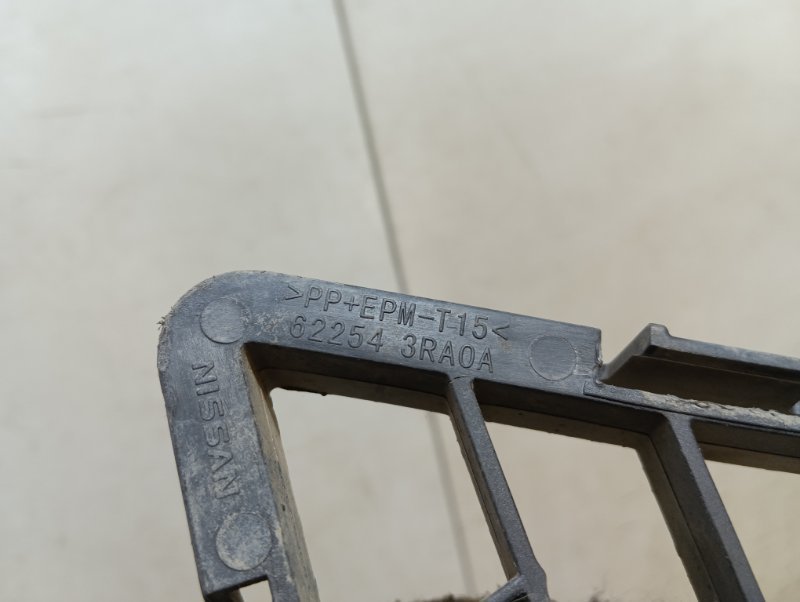 >PP+EPM-T15<
62254 3RA0A
NISSAN